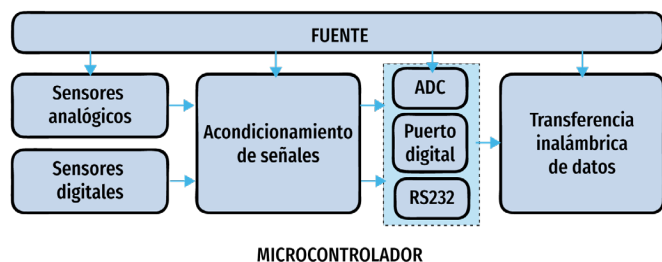 FUENTE
Sensores
analógicos
Sensores
digitales
Acondicionamiento
de señales
ADC
Puerto
digital
RS232
Transferencia
inalámbrica
de datos
MICROCONTROLADOR